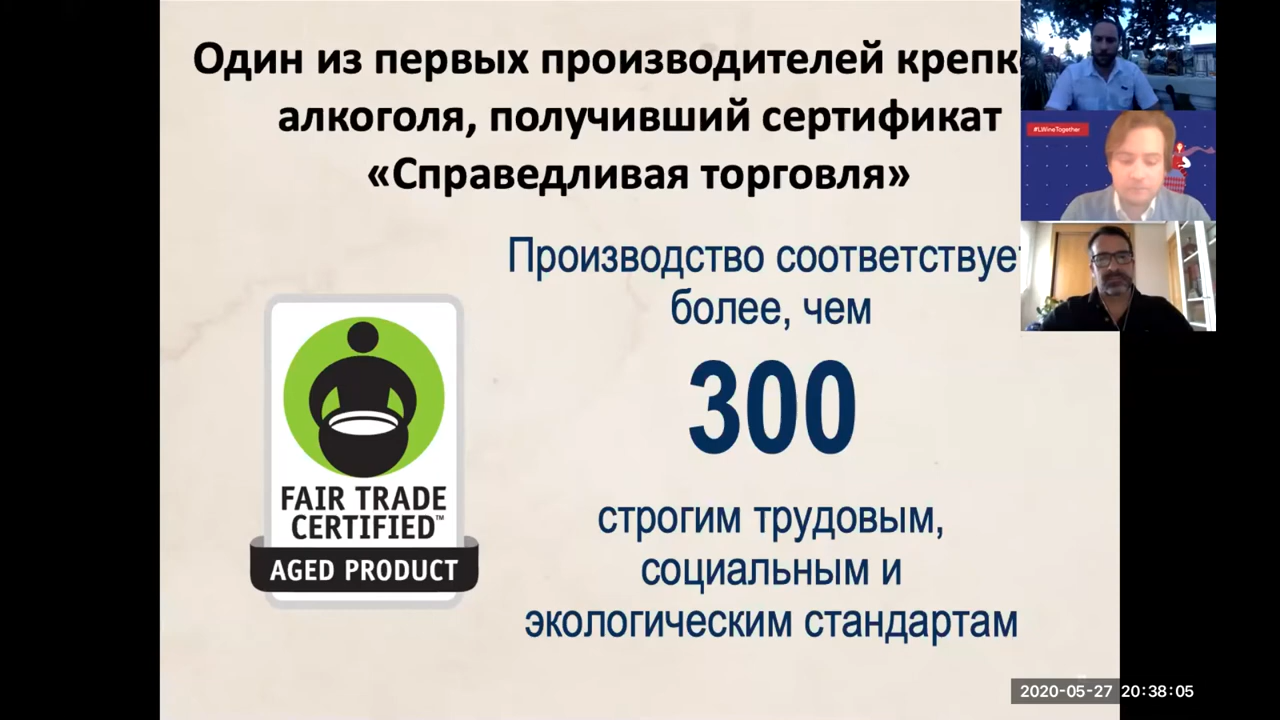 Один из первых производителей крепк
алкоголя, получивший сертификат
«Справедливая торговля»
#LWineTogether
Производство соответствует
более, чем
300
строгим трудовым,
социальным и
экологическим стандартам
FAIR TRADE
CERTIFIED™
AGED PRODUCT
2020-05-27 20:38:05